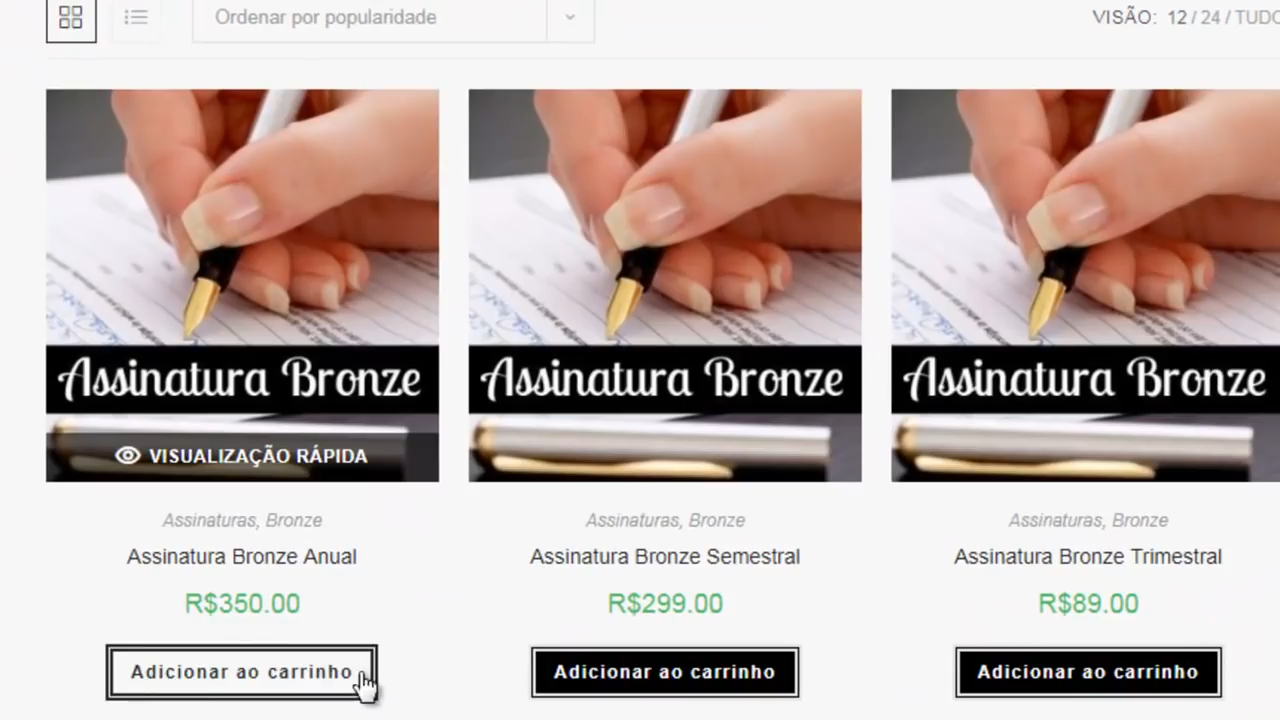 Ordenar por popularidade
VISÃO: 12 / 24 / TUDO
Assinatura Bronze
Assinatura Bronze
Assinatura Bronze
VISUALIZAÇÃO RÁPIDA
Assinaturas, Bronze
Assinaturas, Bronze
Assinaturas, Bronze
Assinatura Bronze Anual
Assinatura Bronze Semestral
Assinatura Bronze Trimestral
R$350.00
R$299.00
R$89.00
Adicionar ao carrinho
Adicionar ao carrinho
Adicionar ao carrinho